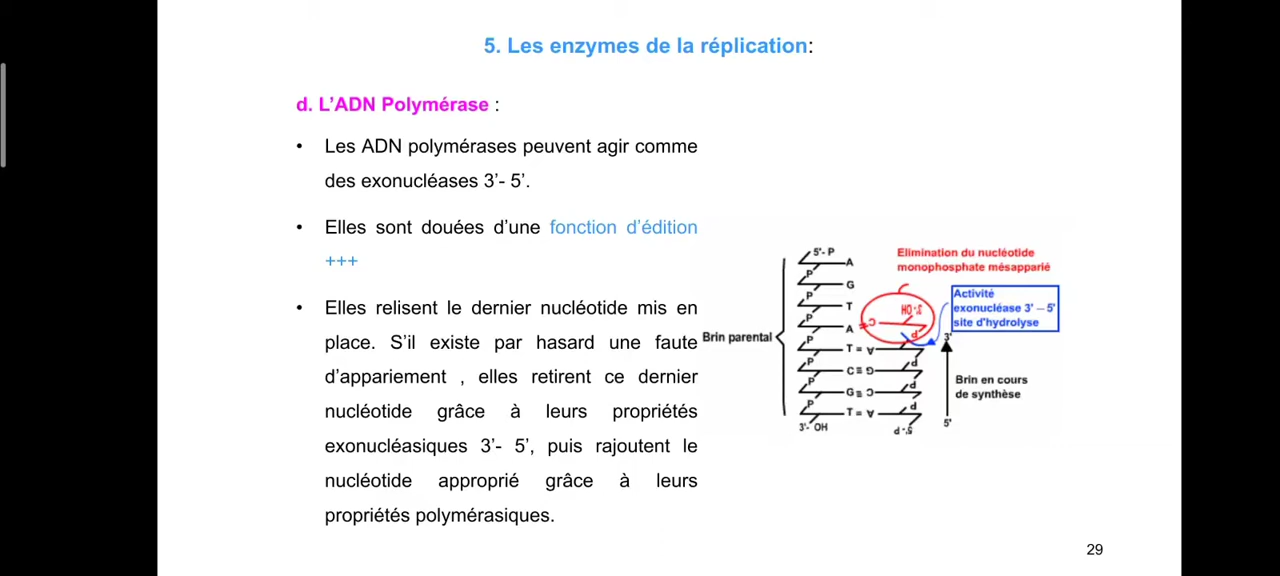 5. Les enzymes de la réplication:
d. L'ADN Polymérase :
• Les ADN polymérases peuvent agir comme
des exonucléases 3'- 5'.
• Elles sont douées d'une fonction d'édition
+++
• Elles relisent le dernier nucléotide mis en
place. S'il existe par hasard une faute
d'appariement , elles retirent ce dernier
nucléotide grâce à leurs propriétés
exonucléasiques 3'- 5', puis rajoutent le
nucléotide approprié grâce à leurs
propriétés polymérasiques.
Elimination du nucléotide
monophosphate mésapparié
Activité
exonucléase 3' – 5'
site d'hydrolyse
Brin parental
5'- P
P
A
P
G
P
T
P
A ≠ C
3'- OH
P
P
T = A
P
P
C ≡ G
P
P
G ≡ C
P
P
T = A
P
3'- OH
5'- P
3'
Brin en cours
de synthèse
5'
29